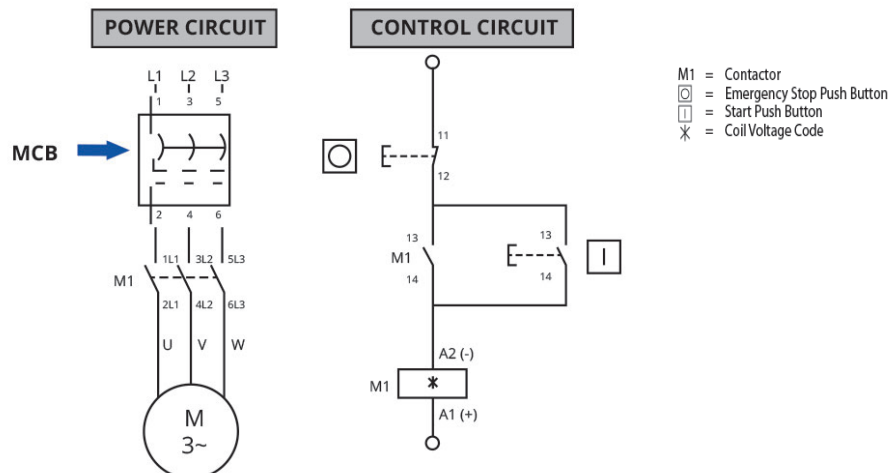 POWER CIRCUIT
CONTROL CIRCUIT
L1 L2 L3
1 3 5
MCB
2 4 6
1L1 3L2 5L3
M1
2L1 4L2 6L3
U V W
M
3~
11
12
13
M1
14
13
14
I
A2 (-)
M1
A1 (+)
M1 = Contactor
= Emergency Stop Push Button
I = Start Push Button
= Coil Voltage Code